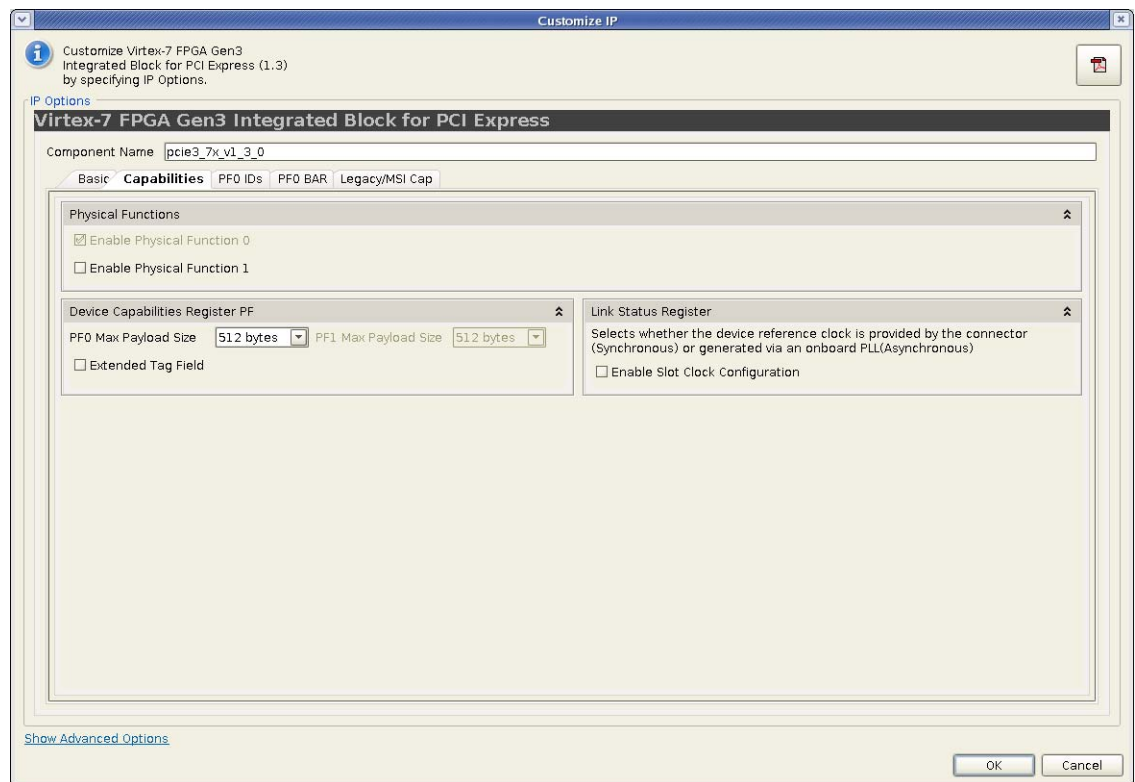 Customize IP
Customize Virtex-7 FPGA Gen3
Integrated Block for PCI Express (1.3)
by specifying IP Options.
IP Options
Virtex-7 FPGA Gen3 Integrated Block for PCI Express
Component Name pcie3_7x_v1_3_0
Basic Capabilities PF0 IDs PF0 BAR Legacy/MSI Cap
Physical Functions
Enable Physical Function 0
Enable Physical Function 1
Device Capabilities Register PF
PF0 Max Payload Size 512 bytes PF1 Max Payload Size 512 bytes
Extended Tag Field
Link Status Register
Selects whether the device reference clock is provided by the connector
(Synchronous) or generated via an onboard PLL(Asynchronous)
Enable Slot Clock Configuration
Show Advanced Options
OK Cancel